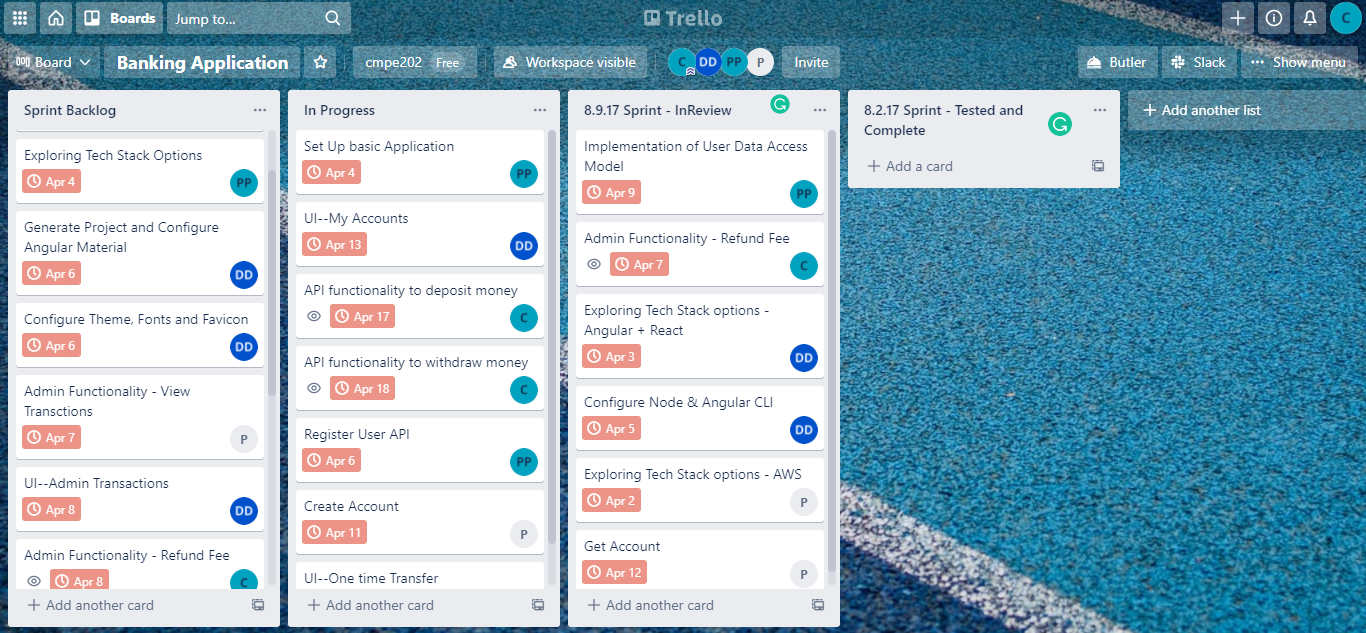 Boards
Jump to...
Trello
C
Board
Banking Application
cmpe202 Free
Workspace visible
C DD PP P
Invite
Butler
Slack
Show menu
Sprint Backlog
Exploring Tech Stack Options
Apr 4
PP
Generate Project and Configure
Angular Material
Apr 6
DD
Configure Theme, Fonts and Favicon
Apr 6
DD
Admin Functionality - View
Transctions
Apr 7
P
UI--Admin Transactions
Apr 8
DD
Admin Functionality - Refund Fee
Apr 8
C
+ Add another card
In Progress
Set Up basic Application
Apr 4
PP
UI--My Accounts
Apr 13
DD
API functionality to deposit money
Apr 17
C
API functionality to withdraw money
Apr 18
C
Register User API
Apr 6
PP
Create Account
Apr 11
P
UI--One time Transfer
+ Add another card
8.9.17 Sprint - InReview
Implementation of User Data Access
Model
Apr 9
PP
Admin Functionality - Refund Fee
Apr 7
C
Exploring Tech Stack options -
Angular + React
Apr 3
DD
Configure Node & Angular CLI
Apr 5
DD
Exploring Tech Stack options - AWS
Apr 2
P
Get Account
Apr 12
P
+ Add another card
8.2.17 Sprint - Tested and
Complete
+ Add a card
+ Add another list